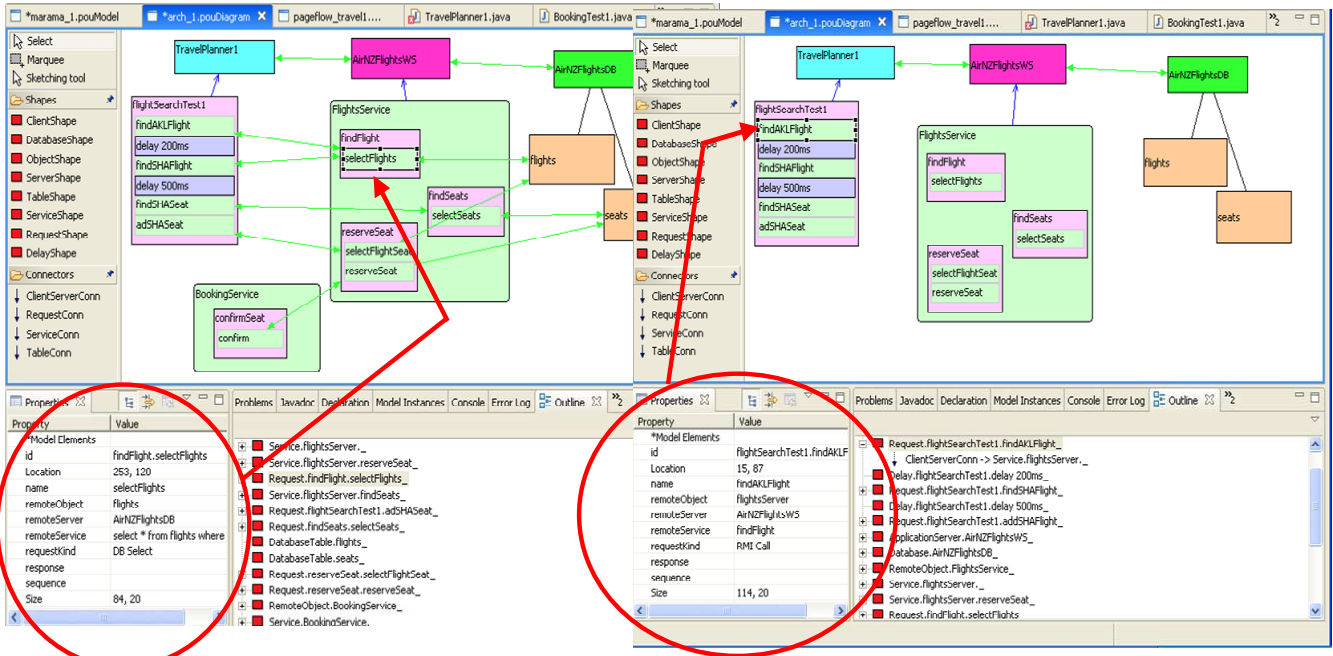 *marama_1.pouModel
*arch_1.pouDiagram
pageflow_travel1....
TravelPlanner1.java
BookingTest1.java
Select
Marquee
Sketching tool
Shapes
ClientShape
DatabaseShape
ObjectShape
ServerShape
TableShape
ServiceShape
RequestShape
DelayShape
Connectors
ClientServerConn
RequestConn
ServiceConn
TableConn
TravelPlanner1
AirNZFlightsWS
AirNZFlightsDB
flightSearchTest1
findAKLFlight
delay 200ms
findSHAFlight
delay 500ms
findSHASeat
adSHASeat
FlightsService
findFlight
selectFlights
findSeats
selectSeats
reserveSeat
selectFlightSeat
reserveSeat
flights
seats
BookingService
confirmSeat
confirm
Properties
Property Value
*Model Elements
id findFlight.selectFlights
Location 253, 120
name selectFlights
remoteObject flights
remoteServer AirNZFlightsDB
remoteService select * from flights where
requestKind DB Select
response
sequence
Size 84, 20
Problems Javadoc Declaration Model Instances Console Error Log Outline »2
Service.flightsServer._
Service.flightsServer.reserveSeat_
Request.findFlight.selectFlights_
Service.flightsServer.findSeats_
Request.flightSearchTest1.adSHASeat_
Request.findSeats.selectSeats_
DatabaseTable.flights_
DatabaseTable.seats_
Request.reserveSeat.selectFlightSeat_
Request.reserveSeat.reserveSeat_
RemoteObject.BookingService_
Service.BookingService.
*marama_1.pouModel
*arch_1.pouDiagram
pageflow_travel1....
TravelPlanner1.java
BookingTest1.java
»2
Select
Marquee
Sketching tool
Shapes
ClientShape
DatabaseShape
ObjectShape
ServerShape
TableShape
ServiceShape
RequestShape
DelayShape
Connectors
ClientServerConn
RequestConn
ServiceConn
TableConn
TravelPlanner1
AirNZFlightsWS
AirNZFlightsDB
flightSearchTest1
findAKLFlight
delay 200ms
findSHAFlight
delay 500ms
findSHASeat
adSHASeat
FlightsService
findFlight
selectFlights
findSeats
selectSeats
reserveSeat
selectFlightSeat
reserveSeat
flights
seats
Properties
Property Value
*Model Elements
id flightSearchTest1.findAKLF
Location 15, 87
name findAKLFlight
remoteObject flightsServer
remoteServer AirNZFlightsWS
remoteService findFlight
requestKind RMI Call
response
sequence
Size 114, 20
Problems Javadoc Declaration Model Instances Console Error Log Outline »2
Request.flightSearchTest1.findAKLFlight_
ClientServerConn -> Service.flightsServer._
Delay.flightSearchTest1.delay 200ms_
Request.flightSearchTest1.findSHAFlight_
Delay.flightSearchTest1.delay 500ms_
Request.flightSearchTest1.addSHAFlight_
ApplicationServer.AirNZFlightsWS_
Database.AirNZFlightsDB_
RemoteObject.FlightsService_
Service.flightsServer._
Service.flightsServer.reserveSeat_
Request.findFlight.selectFlights